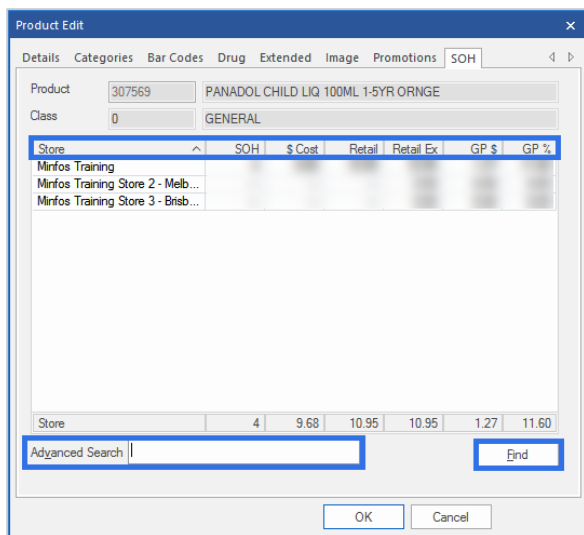 Product Edit
Details Categories Bar Codes Drug Extended Image Promotions SOH
Product 307569 PANADOL CHILD LIQ 100ML 1-5YR ORNGE
Class 0 GENERAL
Store SOH $ Cost Retail Retail Ex GP $ GP %
Minfos Training
Minfos Training Store 2 - Melb...
Minfos Training Store 3 - Brisb...
Store 4 9.68 10.95 10.95 1.27 11.60
Advanced Search Find
OK Cancel